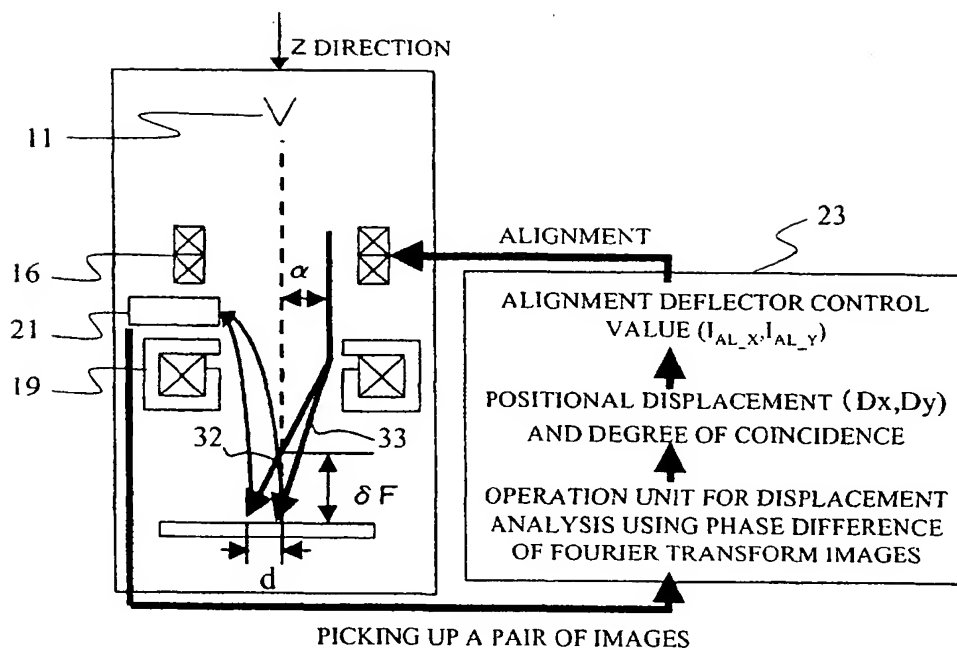 Z DIRECTION
11
23
ALIGNMENT
16
α
21
ALIGNMENT DEFLECTOR CONTROL
VALUE (I_AL_X,I_AL_Y)
19
POSITIONAL DISPLACEMENT (Dx,Dy)
AND DEGREE OF COINCIDENCE
32
33
δF
OPERATION UNIT FOR DISPLACEMENT
ANALYSIS USING PHASE DIFFERENCE
OF FOURIER TRANSFORM IMAGES
d
PICKING UP A PAIR OF IMAGES